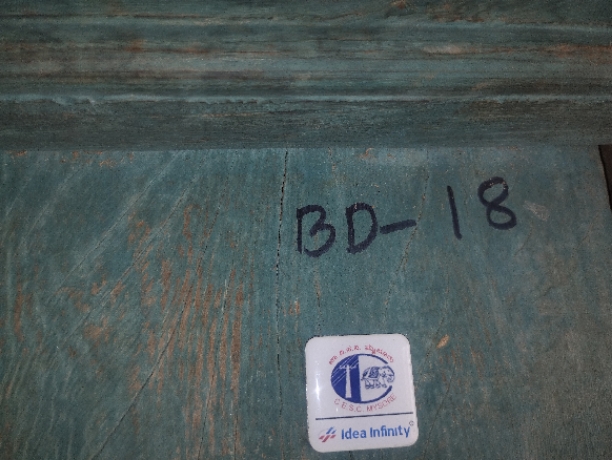 BD-18
C.E.S.C. MYSORE
Idea Infinity